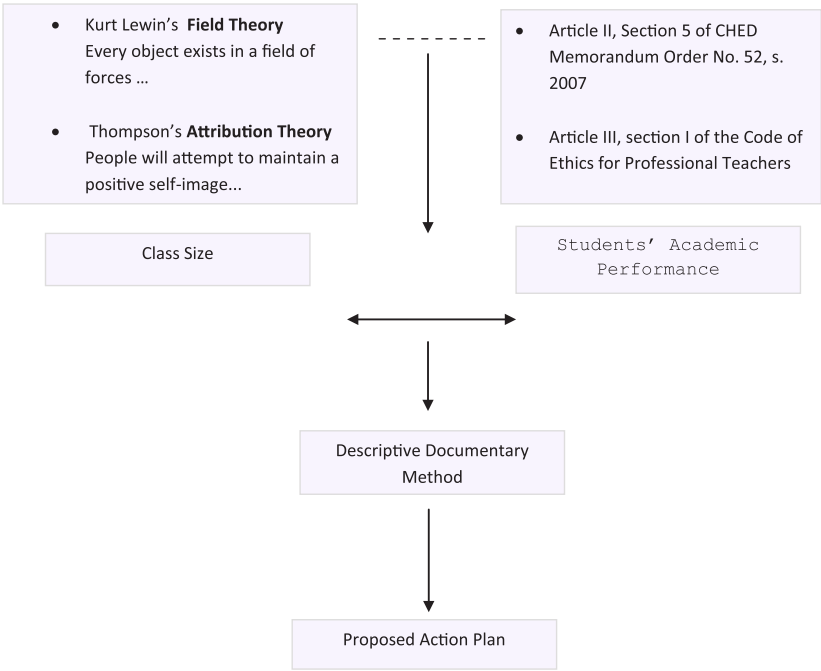 • Kurt Lewin's Field Theory
Every object exists in a field of
forces …
• Thompson's Attribution Theory
People will attempt to maintain a
positive self-image...
• Article II, Section 5 of CHED
Memorandum Order No. 52, s.
2007
• Article III, section I of the Code of
Ethics for Professional Teachers
Class Size
Students’ Academic
Performance
Descriptive Documentary
Method
Proposed Action Plan